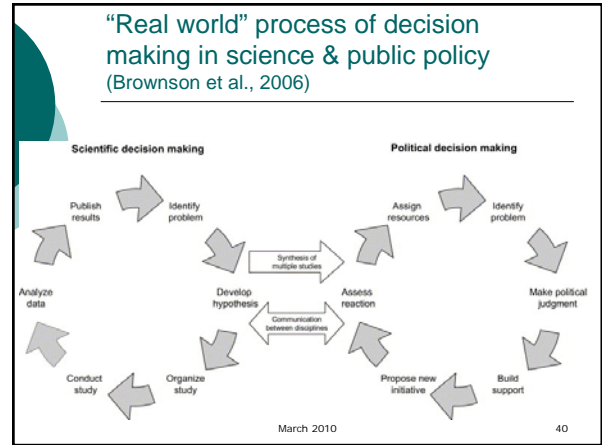 “Real world” process of decision
making in science & public policy
(Brownson et al., 2006)
Scientific decision making
Publish
results
Identify
problem
Develop
hypothesis
Organize
study
Conduct
study
Analyze
data
Synthesis of
multiple studies
Communication
between disciplines
Political decision making
Assign
resources
Identify
problem
Make political
judgment
Build
support
Propose new
initiative
Assess
reaction
March 2010
40